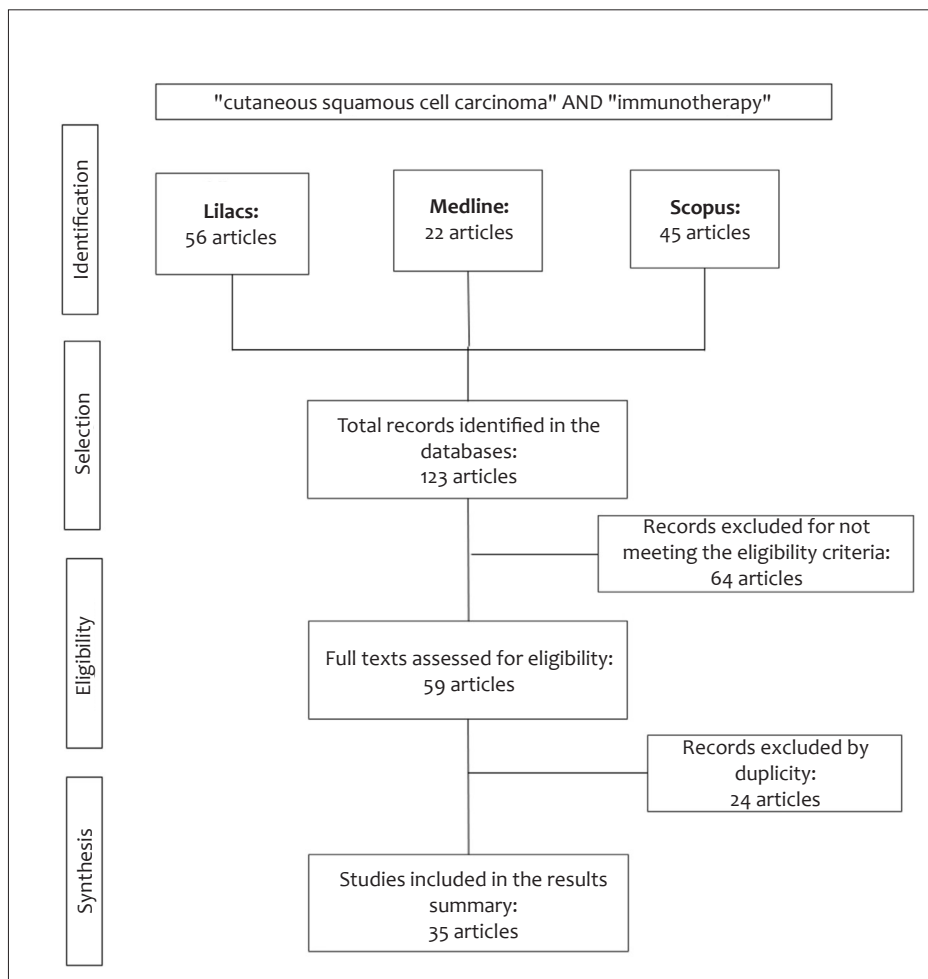 "cutaneous squamous cell carcinoma" AND "immunotherapy"
Identification
Lilacs:
56 articles
Medline:
22 articles
Scopus:
45 articles
Selection
Total records identified in the
databases:
123 articles
Records excluded for not
meeting the eligibility criteria:
64 articles
Eligibility
Full texts assessed for eligibility:
59 articles
Records excluded by
duplicity:
24 articles
Synthesis
Studies included in the results
summary:
35 articles